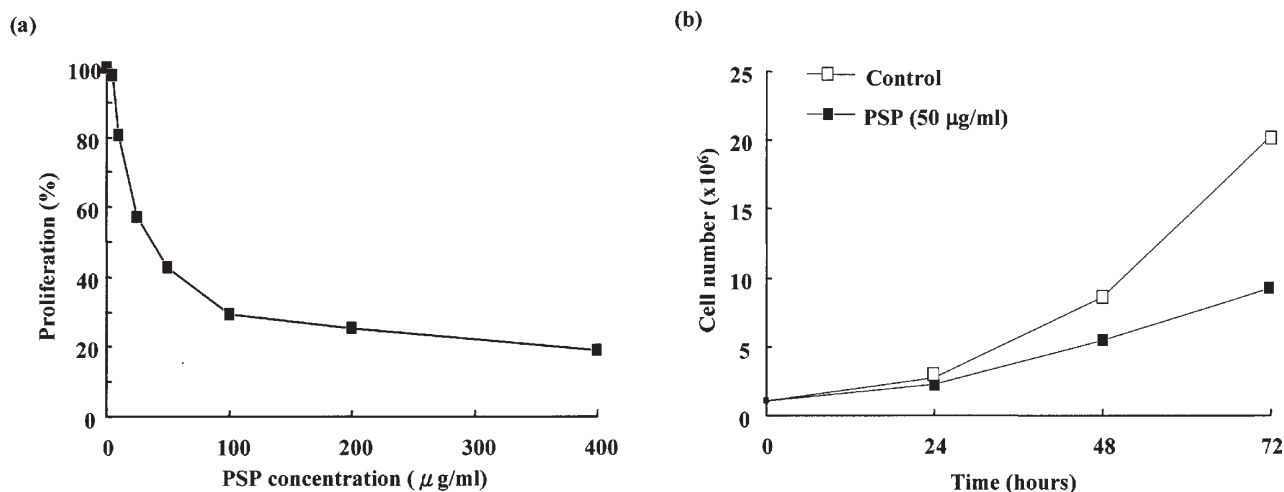 (a)
100
80
60
40
20
0
Proliferation (%)
0 100 200 300 400
PSP concentration ( μ g/ml)
(b)
Control
PSP (50 μg/ml)
25
20
15
10
5
0
Cell number (x10⁶)
0 24 48 72
Time (hours)